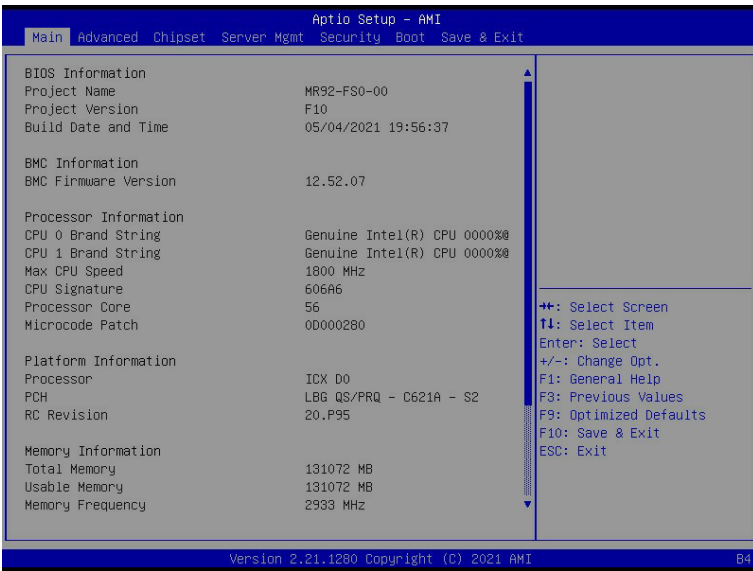 Aptio Setup – AMI
Main Advanced Chipset Server Mgmt Security Boot Save & Exit
BIOS Information
Project Name MR92-FS0-00
Project Version F10
Build Date and Time 05/04/2021 19:56:37
BMC Information
BMC Firmware Version 12.52.07
Processor Information
CPU 0 Brand String Genuine Intel(R) CPU 0000%@
CPU 1 Brand String Genuine Intel(R) CPU 0000%@
Max CPU Speed 1800 MHz
CPU Signature 606A6
Processor Core 56
Microcode Patch 0D000280
Platform Information
Processor ICX D0
PCH LBG QS/PRQ - C621A - S2
RC Revision 20.P95
Memory Information
Total Memory 131072 MB
Usable Memory 131072 MB
Memory Frequency 2933 MHz
→←: Select Screen
↑↓: Select Item
Enter: Select
+/-: Change Opt.
F1: General Help
F3: Previous Values
F9: Optimized Defaults
F10: Save & Exit
ESC: Exit
Version 2.21.1280 Copyright (C) 2021 AMI
B4